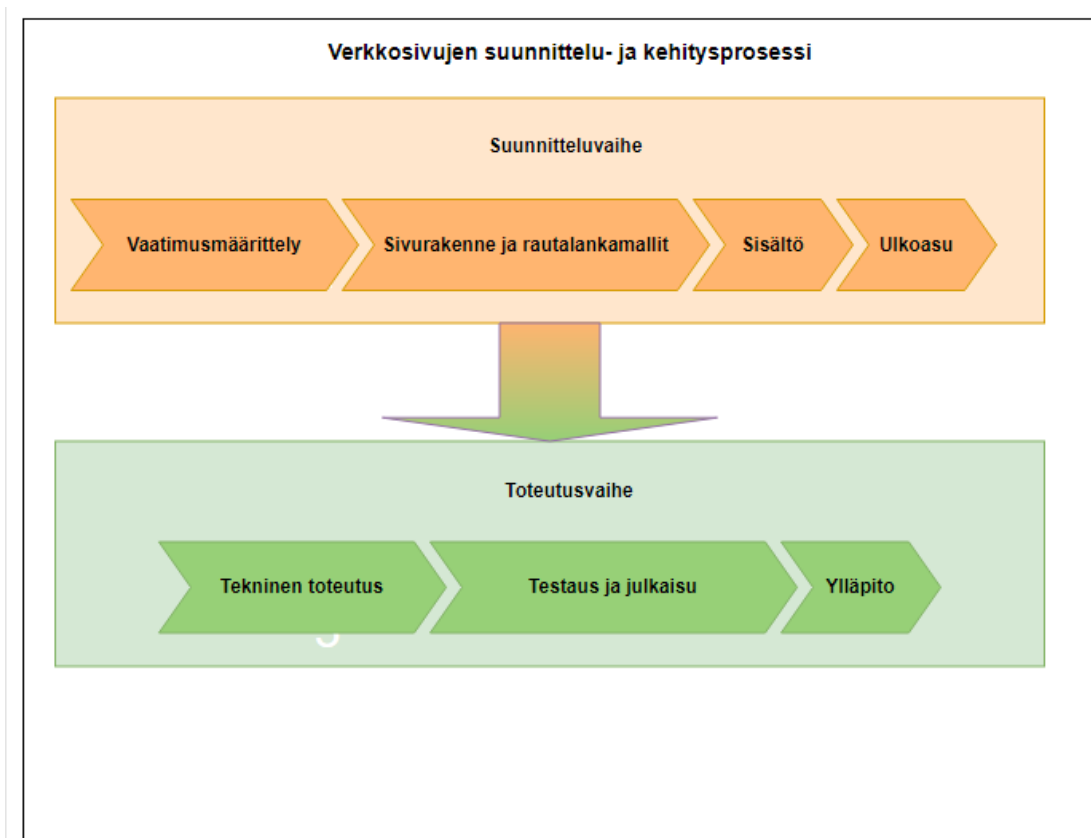 Verkkosivujen suunnittelu- ja kehitysprosessi
Suunnitteluvaihe
Vaatimusmäärittely
Sivurakenne ja rautalankamallit
Sisältö
Ulkoasu
Toteutusvaihe
Tekninen toteutus
Testaus ja julkaisu
Ylläpito